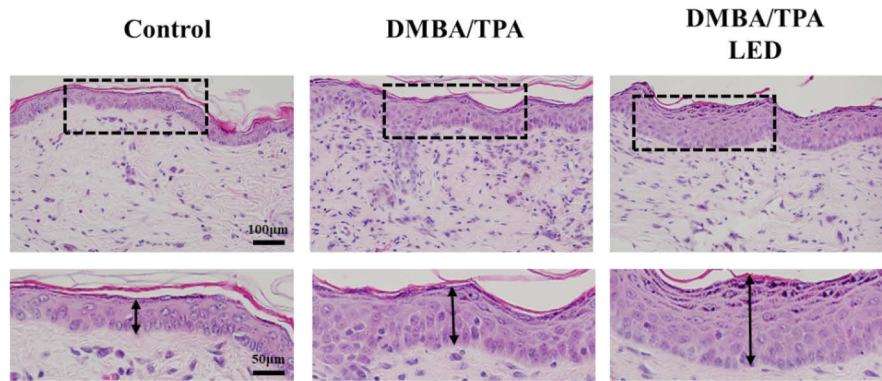 Control
DMBA/TPA
DMBA/TPA
LED
100μm
50μm